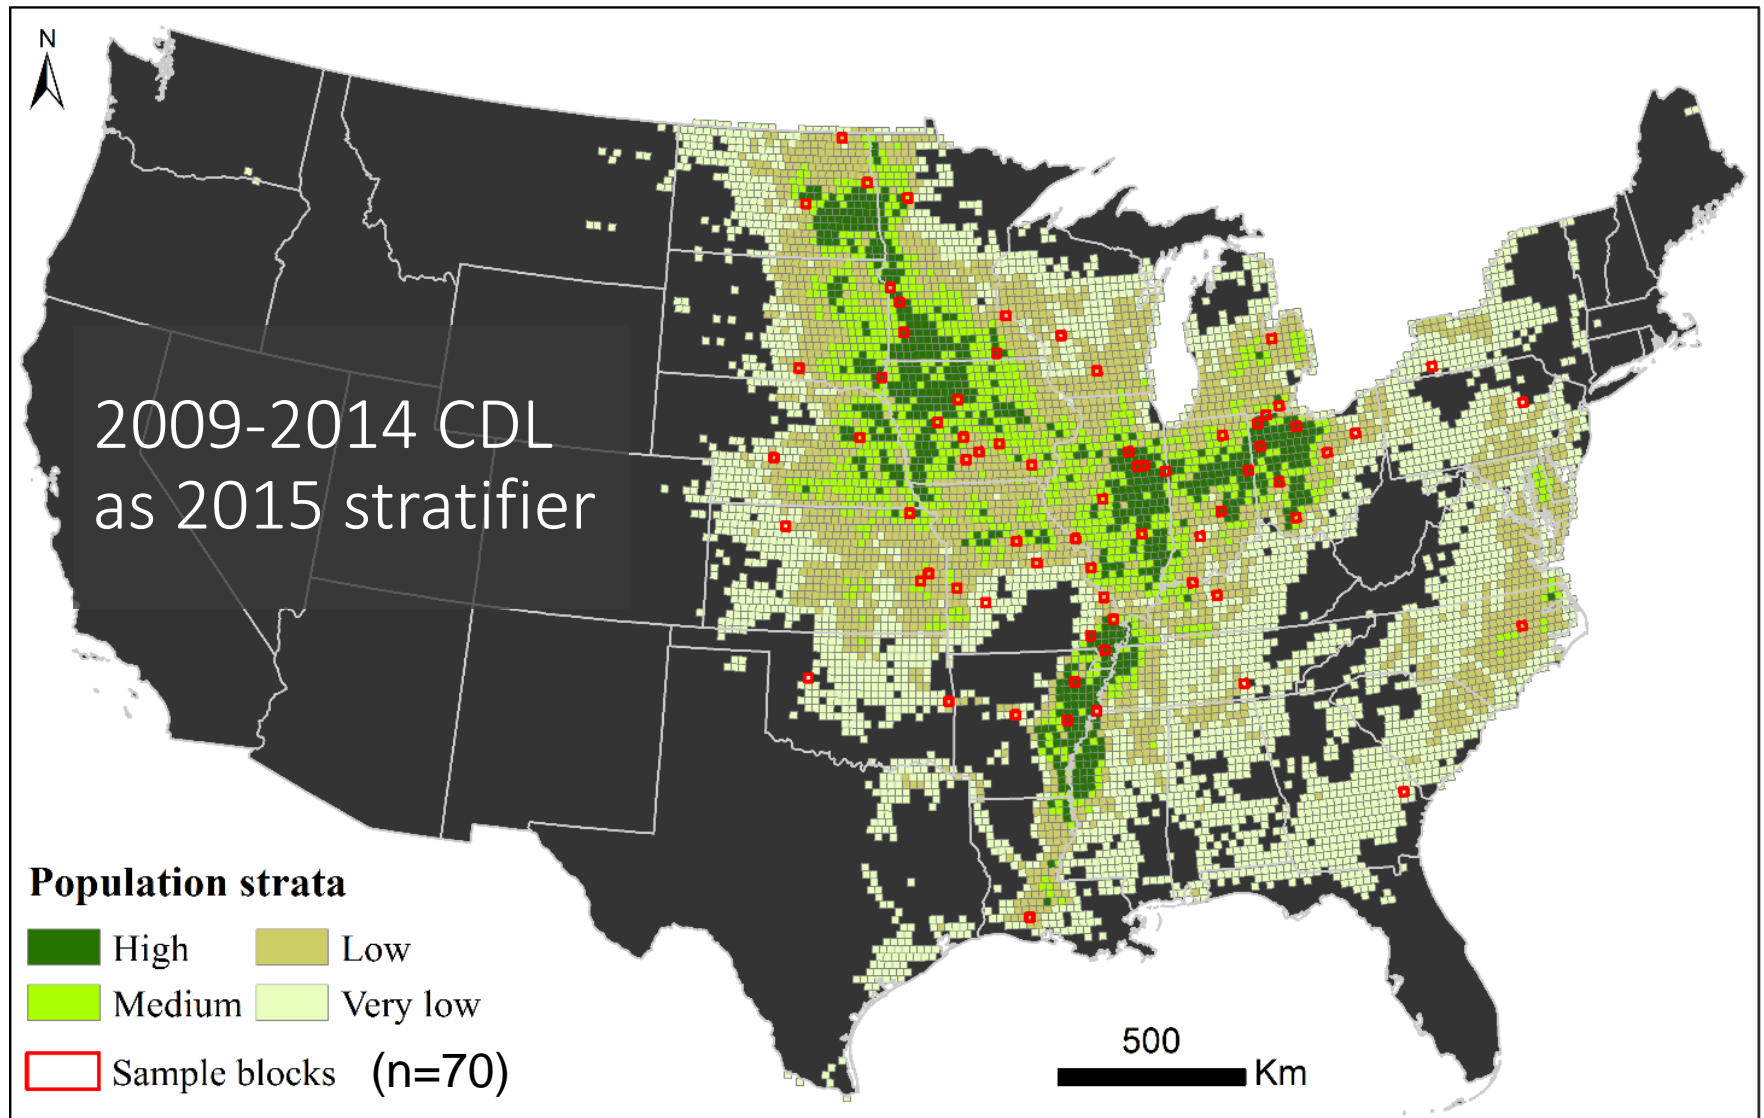 N
2009-2014 CDL
as 2015 stratifier
Population strata
High
Low
Medium
Very low
Sample blocks (n=70)
500
Km